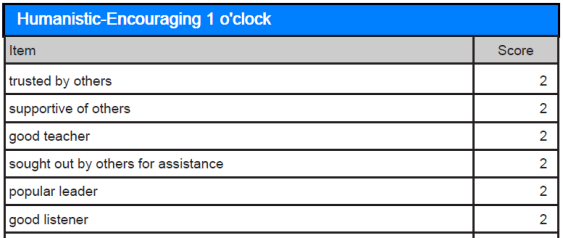 Humanistic-Encouraging 1 o'clock
Item Score
trusted by others 2
supportive of others 2
good teacher 2
sought out by others for assistance 2
popular leader 2
good listener 2